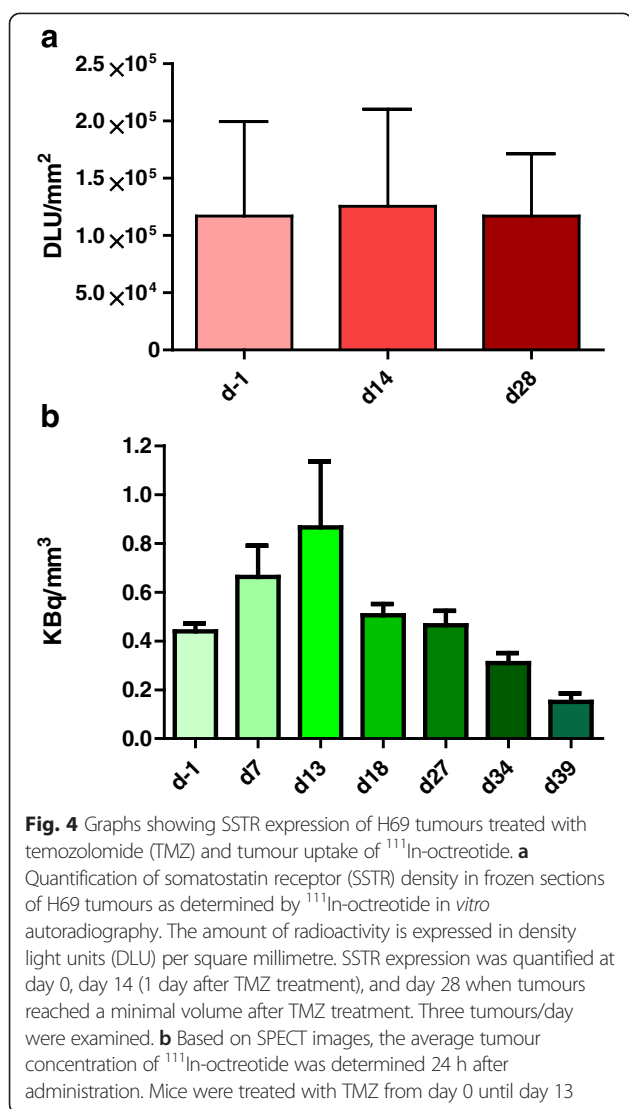 a
2.5 ×10⁵
2.0 ×10⁵
1.5 ×10⁵
1.0 ×10⁵
5.0 ×10⁴
0
DLU/mm²
d-1
d14
d28
b
1.2
1.0
0.8
0.6
0.4
0.2
0.0
KBq/mm³
d-1
d7
d13
d18
d27
d34
d39
Fig. 4 Graphs showing SSTR expression of H69 tumours treated with
temozolomide (TMZ) and tumour uptake of ¹¹¹In-octreotide. a
Quantification of somatostatin receptor (SSTR) density in frozen sections
of H69 tumours as determined by ¹¹¹In-octreotide in vitro
autoradiography. The amount of radioactivity is expressed in density
light units (DLU) per square millimetre. SSTR expression was quantified at
day 0, day 14 (1 day after TMZ treatment), and day 28 when tumours
reached a minimal volume after TMZ treatment. Three tumours/day
were examined. b Based on SPECT images, the average tumour
concentration of ¹¹¹In-octreotide was determined 24 h after
administration. Mice were treated with TMZ from day 0 until day 13